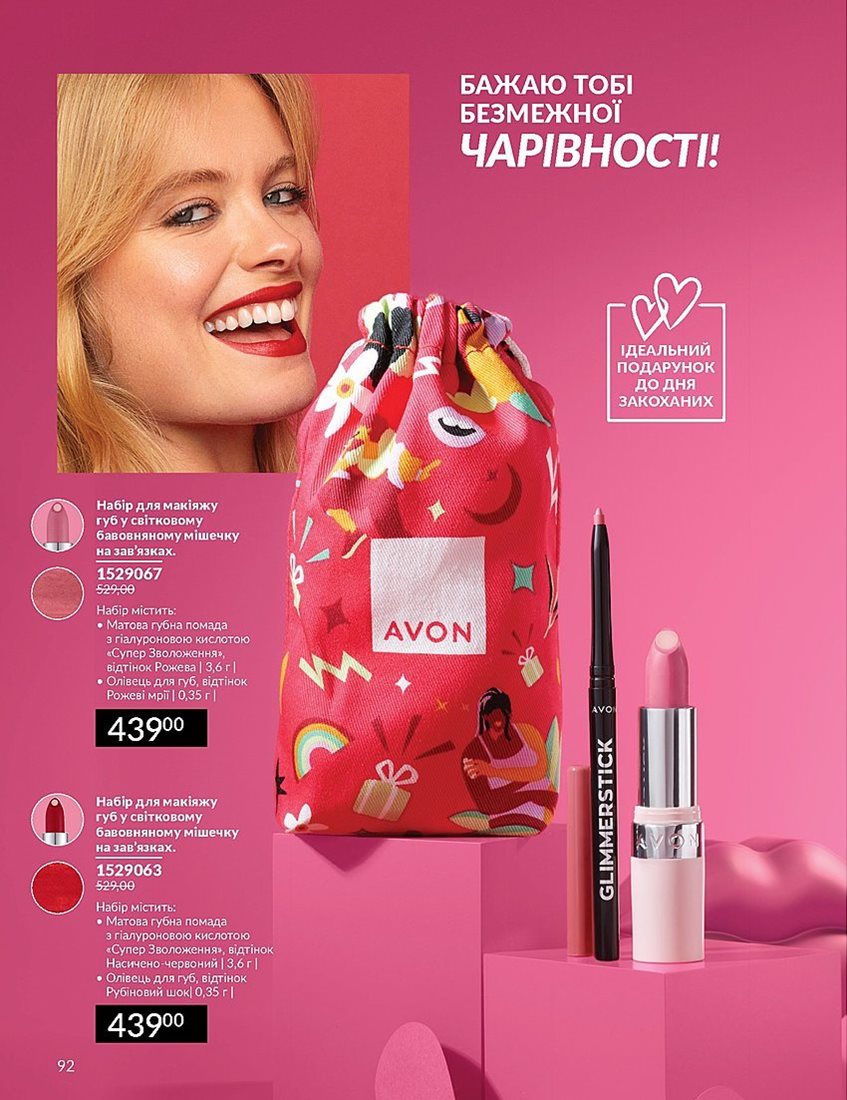 БАЖАЮ ТОБІ
БЕЗМЕЖНОЇ
ЧАРІВНОСТІ!
ІДЕАЛЬНИЙ
ПОДАРУНОК
ДО ДНЯ
ЗАКОХАНИХ
Набір для макіяжу
губ у світковому
бавовняному мішечку
на зав'язках.
1529067
529,00
Набір містить:
• Матова губна помада
з гіалуроновою кислотою
«Супер Зволоження»,
відтінок Рожева | 3,6 г |
• Олівець для губ, відтінок
Рожеві мрії | 0,35 г |
43900
AVON
AVON
GLIMMERSTICK
AVON
Набір для макіяжу
губ у світковому
бавовняному мішечку
на зав'язках.
1529063
529,00
Набір містить:
• Матова губна помада
з гіалуроновою кислотою
«Супер Зволоження», відтінок
Насичено-червоний | 3,6 г |
• Олівець для губ, відтінок
Рубіновий шок| 0,35 г |
43900
92